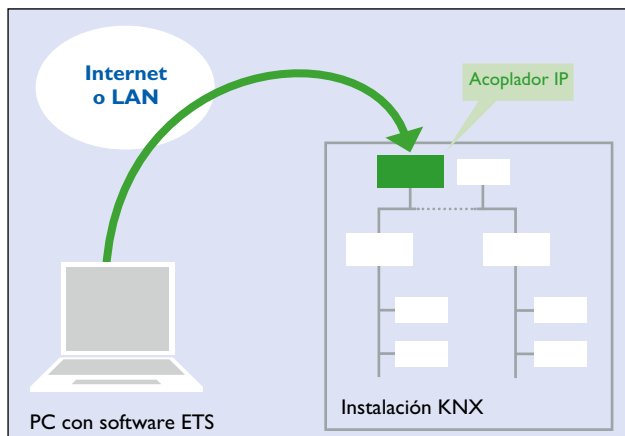 Internet
o LAN
Acoplador IP
PC con software ETS
Instalación KNX